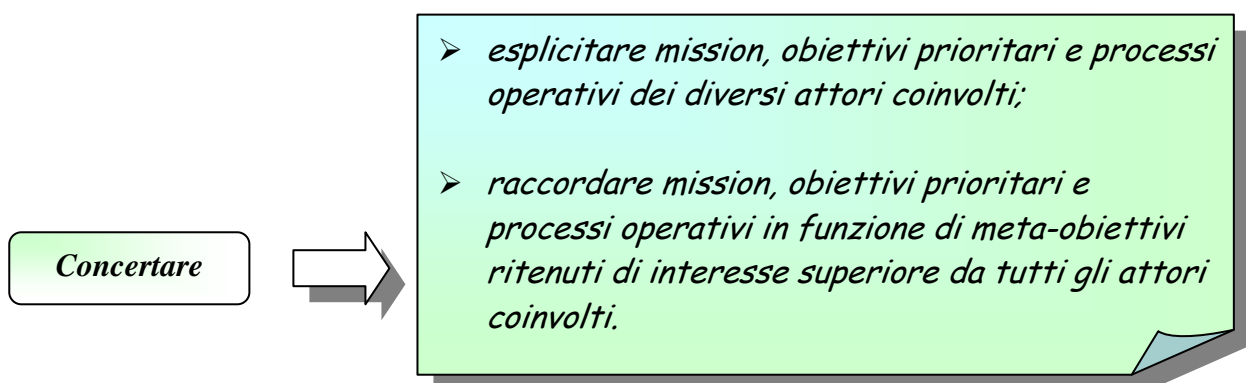 Concertare
➢ esplicitare mission, obiettivi prioritari e processi
operativi dei diversi attori coinvolti;
➢ raccordare mission, obiettivi prioritari e
processi operativi in funzione di meta-obiettivi
ritenuti di interesse superiore da tutti gli attori
coinvolti.